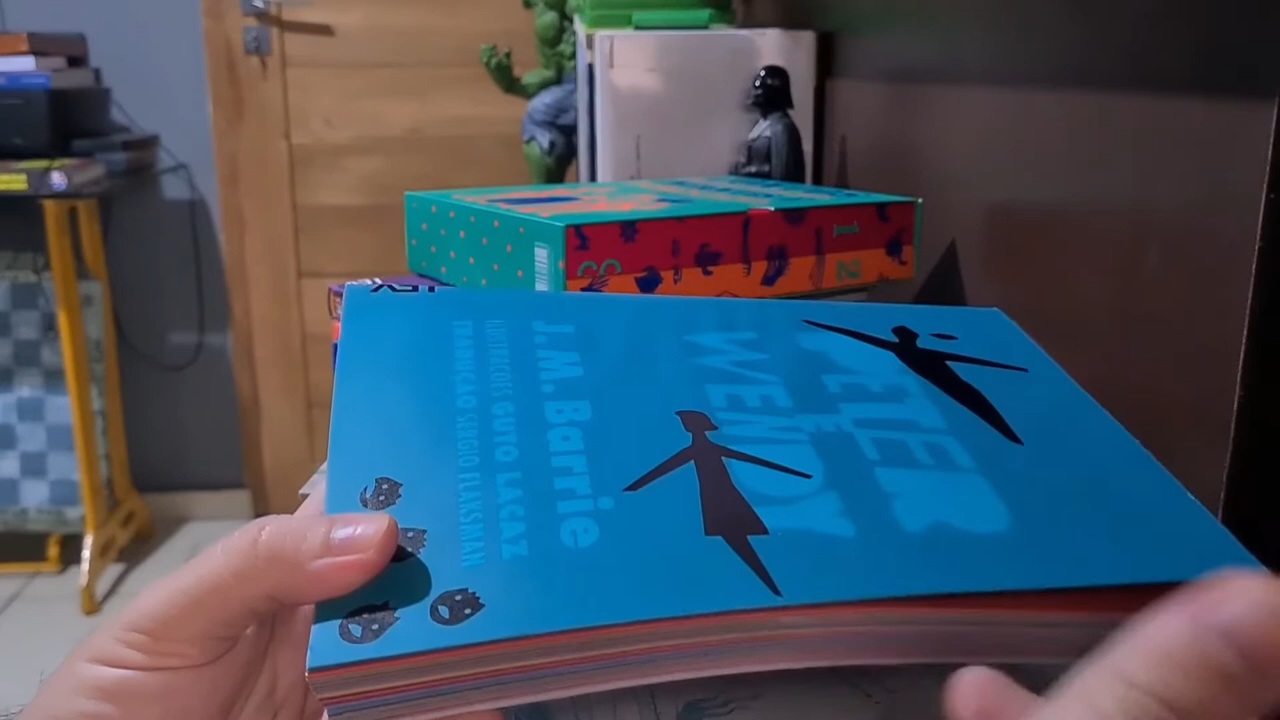 PETER
E
WENDY
J.M. Barrie
ILUSTRAÇÕES GUTO LACAZ
TRADUÇÃO SERGIO FLAKSMAN